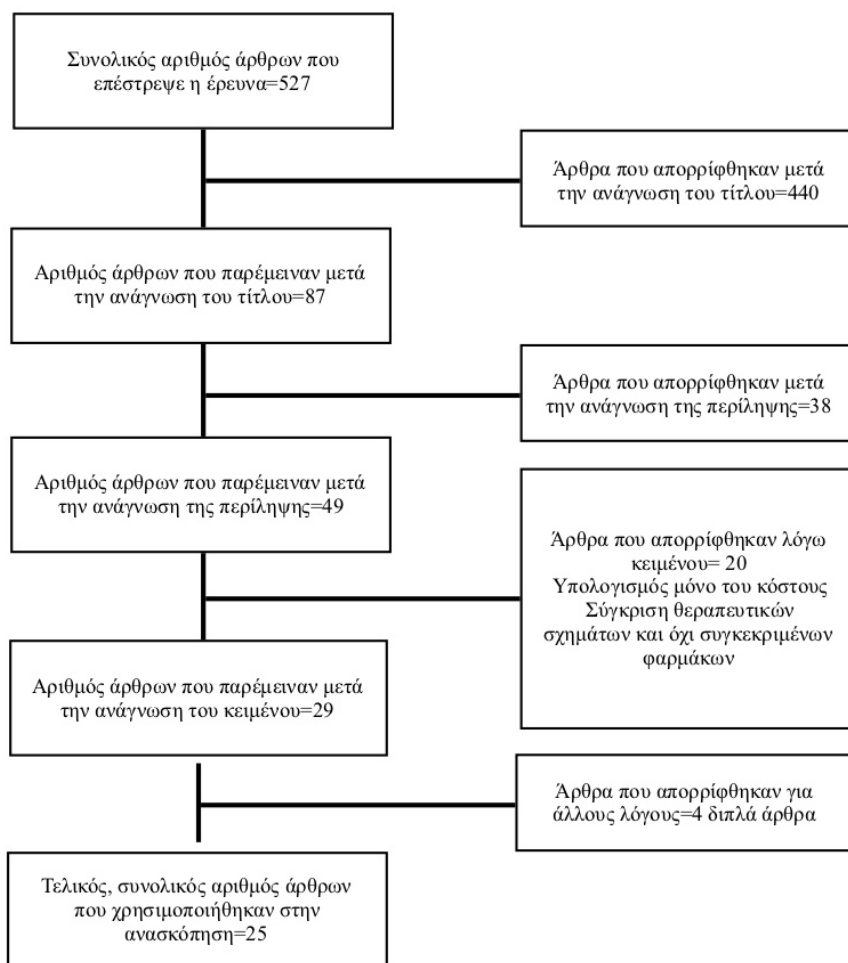 Συνολικός αριθμός άρθρων που
επέστρεψε η έρευνα=527
Άρθρα που απορρίφθηκαν μετά
την ανάγνωση του τίτλου=440
Αριθμός άρθρων που παρέμειναν μετά
την ανάγνωση του τίτλου=87
Άρθρα που απορρίφθηκαν μετά
την ανάγνωση της περίληψης=38
Αριθμός άρθρων που παρέμειναν μετά
την ανάγνωση της περίληψης=49
Άρθρα που απορρίφθηκαν λόγω
κειμένου= 20
Υπολογισμός μόνο του κόστους
Σύγκριση θεραπευτικών
σχημάτων και όχι συγκεκριμένων
φαρμάκων
Αριθμός άρθρων που παρέμειναν μετά
την ανάγνωση του κειμένου=29
Άρθρα που απορρίφθηκαν για
άλλους λόγους=4 διπλά άρθρα
Τελικός, συνολικός αριθμός άρθρων
που χρησιμοποιήθηκαν στην
ανασκόπηση=25